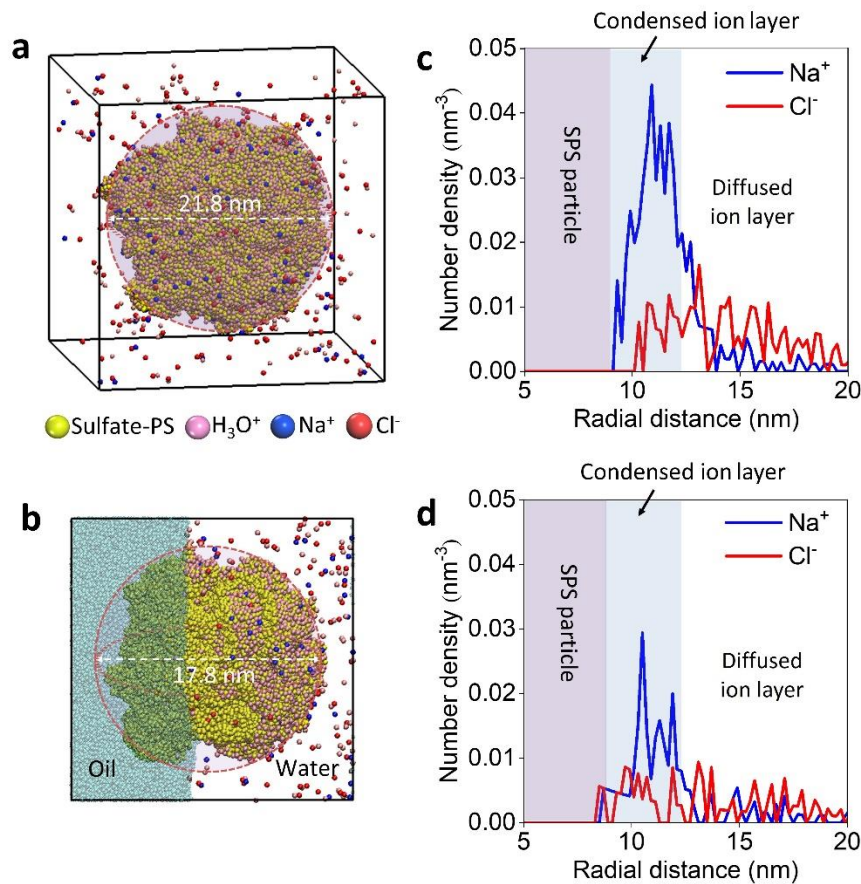 a
21.8 nm
Sulfate-PS H₃O⁺ Na⁺ Cl⁻
b
17.8 nm
Oil
Water
Condensed ion layer
c
0.05
0.04
0.03
0.02
0.01
0.00
Number density (nm⁻³)
SPS particle
Na⁺
Cl⁻
Diffused
ion layer
5 10 15 20
Radial distance (nm)
Condensed ion layer
d
0.05
0.04
0.03
0.02
0.01
0.00
Number density (nm⁻³)
SPS particle
Na⁺
Cl⁻
Diffused
ion layer
5 10 15 20
Radial distance (nm)